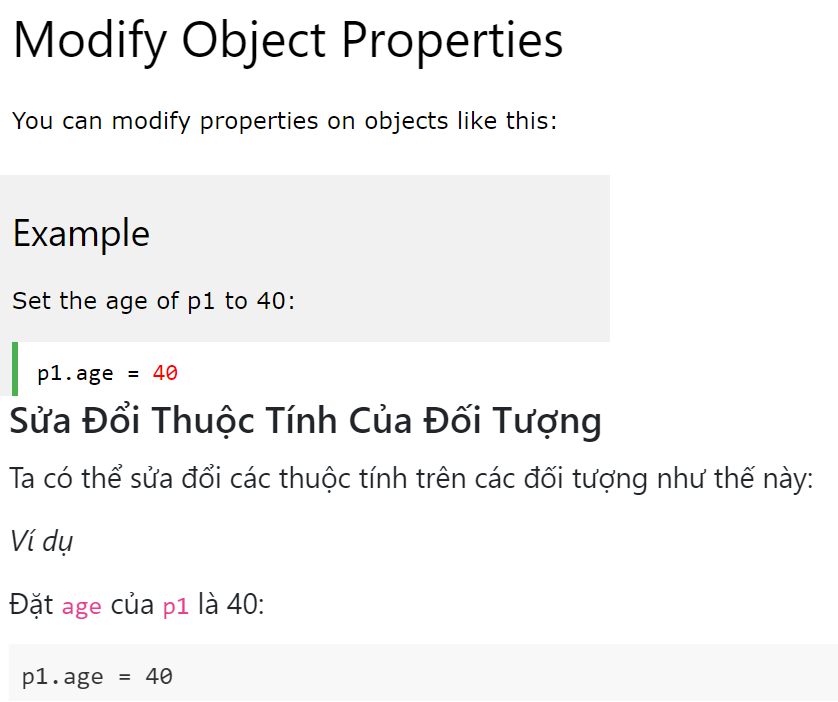 Modify Object Properties
You can modify properties on objects like this:
Example
Set the age of p1 to 40:
p1.age = 40
Sửa Đổi Thuộc Tính Của Đối Tượng
Ta có thể sửa đổi các thuộc tính trên các đối tượng như thế này:
Ví dụ
Đặt age của p1 là 40:
p1.age = 40